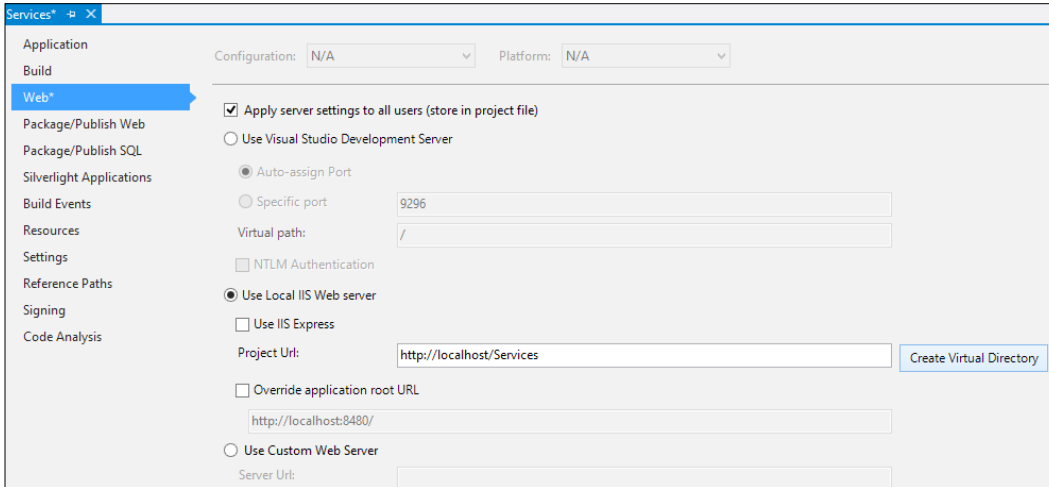 Services*
Application
Build
Web*
Package/Publish Web
Package/Publish SQL
Silverlight Applications
Build Events
Resources
Settings
Reference Paths
Signing
Code Analysis
Configuration: N/A Platform: N/A
Apply server settings to all users (store in project file)
Use Visual Studio Development Server
Auto-assign Port
Specific port 9296
Virtual path: /
NTLM Authentication
Use Local IIS Web server
Use IIS Express
Project Url: http://localhost/Services Create Virtual Directory
Override application root URL
http://localhost:8480/
Use Custom Web Server
Server Url: